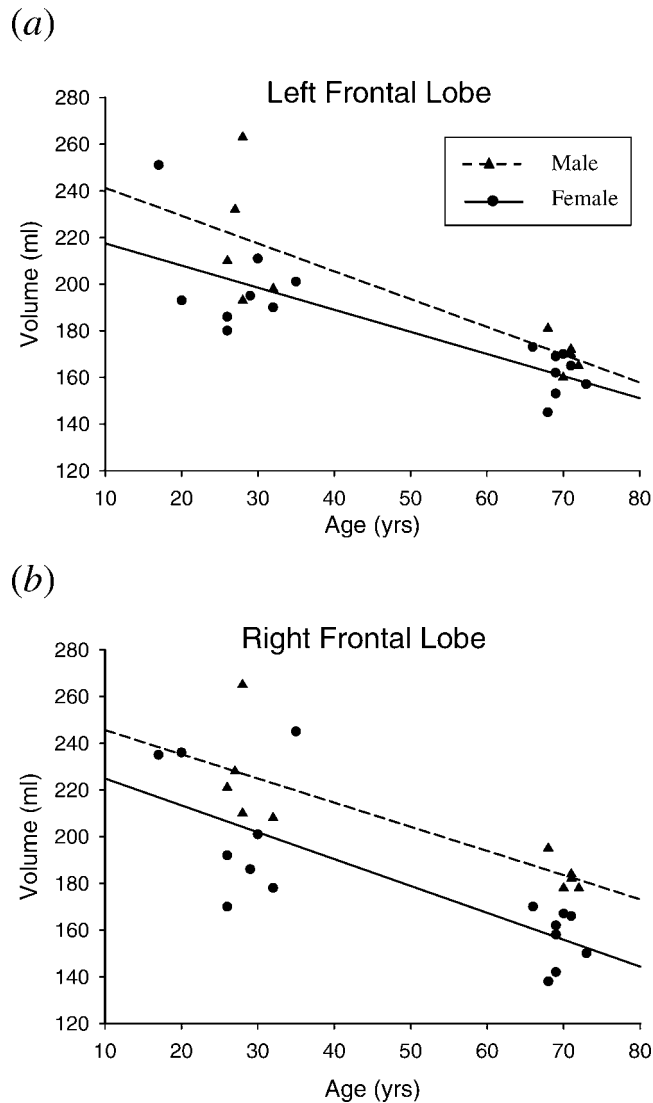 (a)
Left Frontal Lobe
280
260
240
220
200
180
160
140
120
Volume (ml)
Male
Female
10 20 30 40 50 60 70 80
Age (yrs)
(b)
Right Frontal Lobe
280
260
240
220
200
180
160
140
120
Volume (ml)
10 20 30 40 50 60 70 80
Age (yrs)